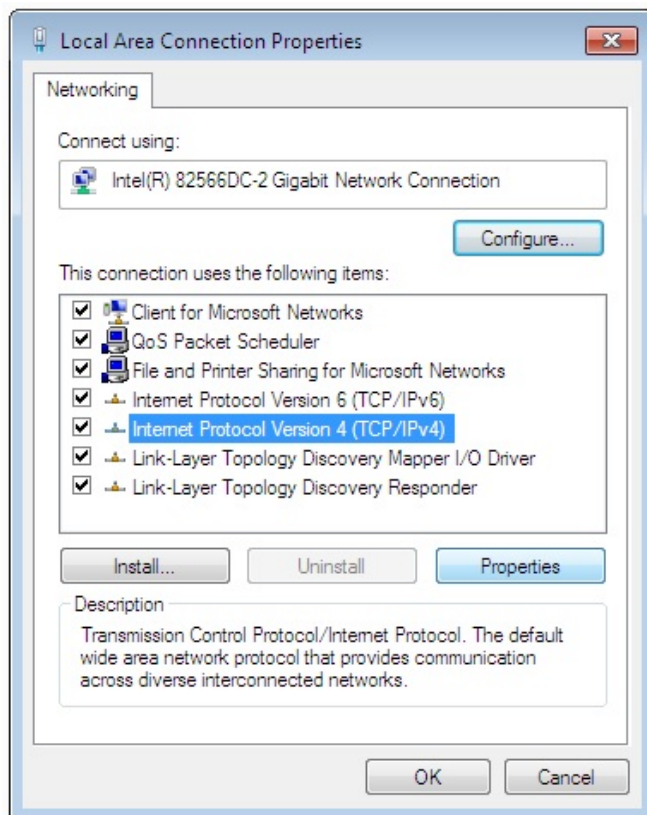 Local Area Connection Properties
Networking
Connect using:
Intel(R) 82566DC-2 Gigabit Network Connection
Configure...
This connection uses the following items:
Client for Microsoft Networks
QoS Packet Scheduler
File and Printer Sharing for Microsoft Networks
Internet Protocol Version 6 (TCP/IPv6)
Internet Protocol Version 4 (TCP/IPv4)
Link-Layer Topology Discovery Mapper I/O Driver
Link-Layer Topology Discovery Responder
Install... Uninstall Properties
Description
Transmission Control Protocol/Internet Protocol. The default
wide area network protocol that provides communication
across diverse interconnected networks.
OK Cancel